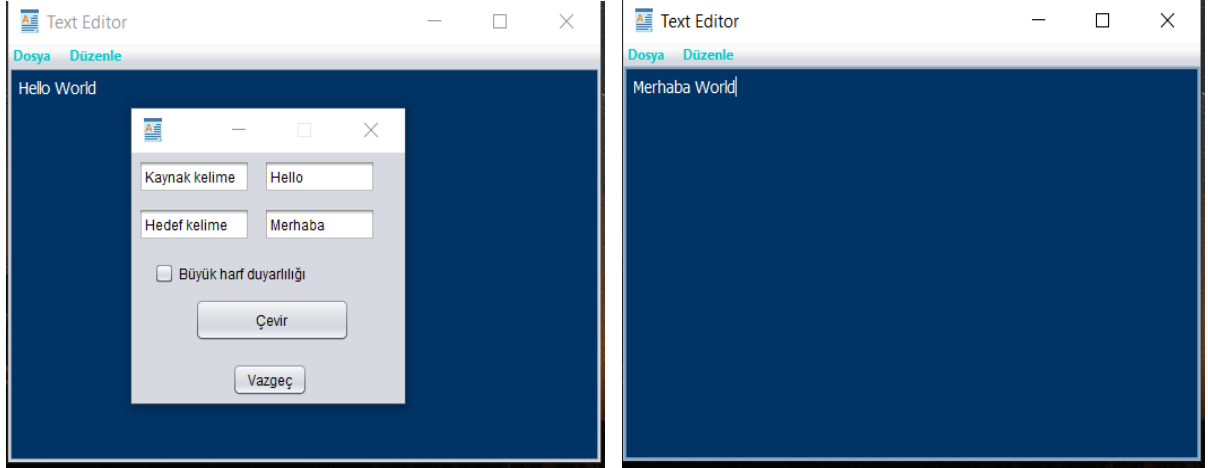 Text Editor
Dosya Düzenle
Hello World
Kaynak kelime Hello
Hedef kelime Merhaba
Büyük harf duyarlılığı
Çevir
Vazgeç
Text Editor
Dosya Düzenle
Merhaba World